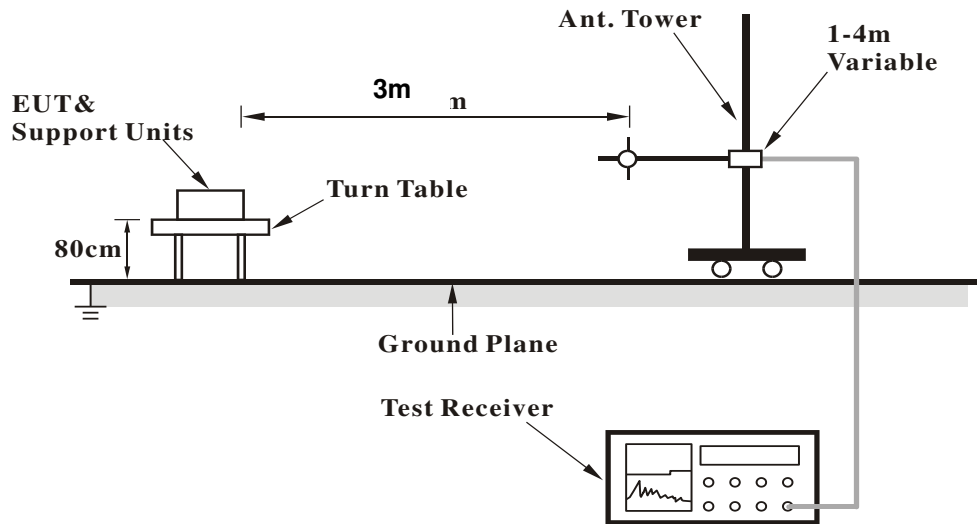 Ant. Tower
1-4m
Variable
3m
m
EUT&
Support Units
Turn Table
80cm
Ground Plane
Test Receiver